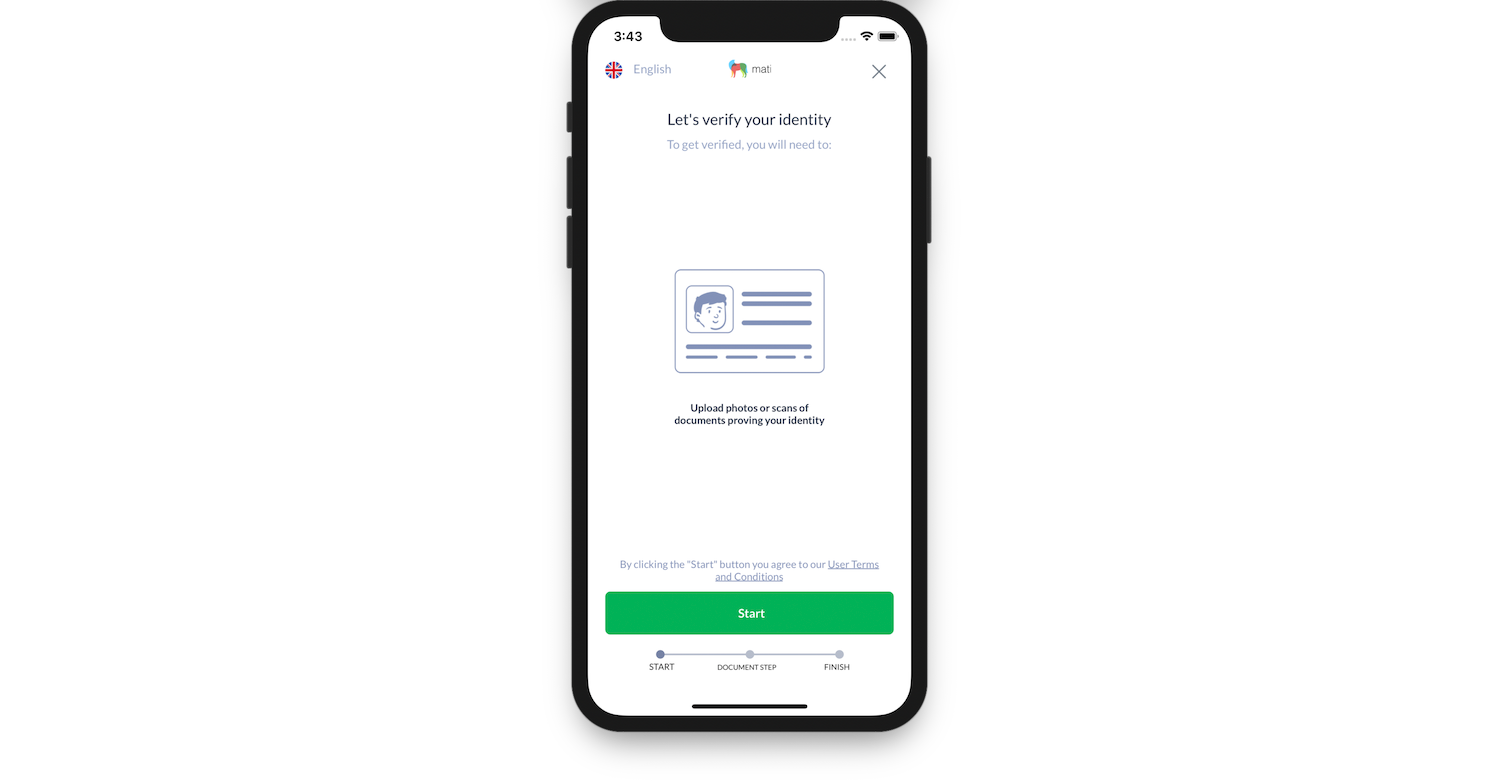 3:43
English
mati
Let's verify your identity
To get verified, you will need to:
Upload photos or scans of
documents proving your identity
By clicking the "Start" button you agree to our User Terms
and Conditions
Start
START DOCUMENT STEP FINISH